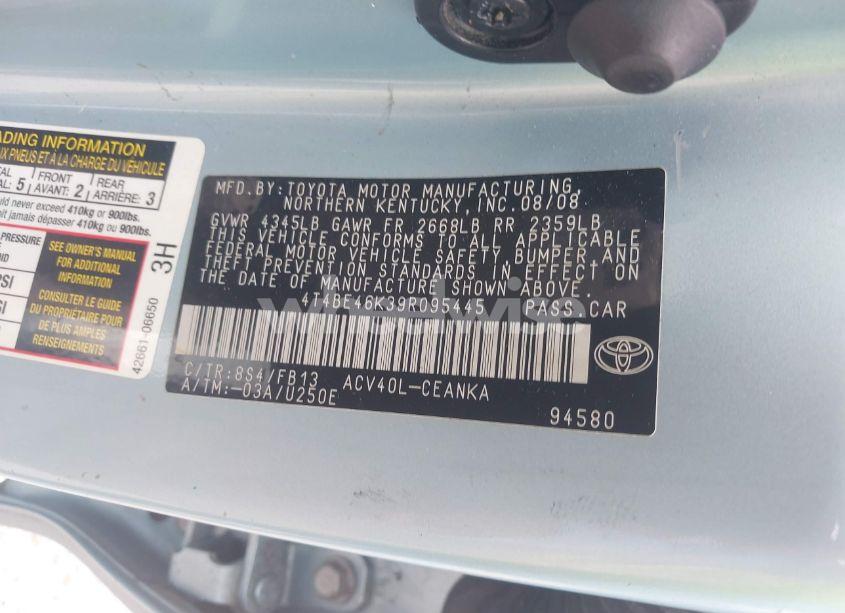 ADING INFORMATION
UX PNEUS ET À LA CHARGE DU VÉHICULE
AL: 5
FRONT
AVANT: 2
REAR
ARRIÈRE: 3
never exceed 410kg or 900lbs.
jamais dépasser 410kg ou 900lbs.
PRESSURE
SEE OWNER'S MANUAL
FOR ADDITIONAL
INFORMATION
CONSULTER LE GUIDE
DU PROPRIÉTAIRE POUR
DE PLUS AMPLES
RENSEIGNEMENTS
3H
42661-06650
MFD.BY:TOYOTA MOTOR MANUFACTURING,
NORTHERN KENTUCKY,INC.08/08
GVWR 4345LB GAWR FR 2668LB RR 2359LB
THIS VEHICLE CONFORMS TO ALL APPLICABLE
FEDERAL MOTOR VEHICLE SAFETY,BUMPER,AND
THEFT PREVENTION STANDARDS IN EFFECT ON
THE DATE OF MANUFACTURE SHOWN ABOVE.
4T4BE46K39R095445 PASS CAR
C/TR:8S4/FB13 ACV40L-CEANKA
A/TM:-03A/U250E
94580
wheelwise